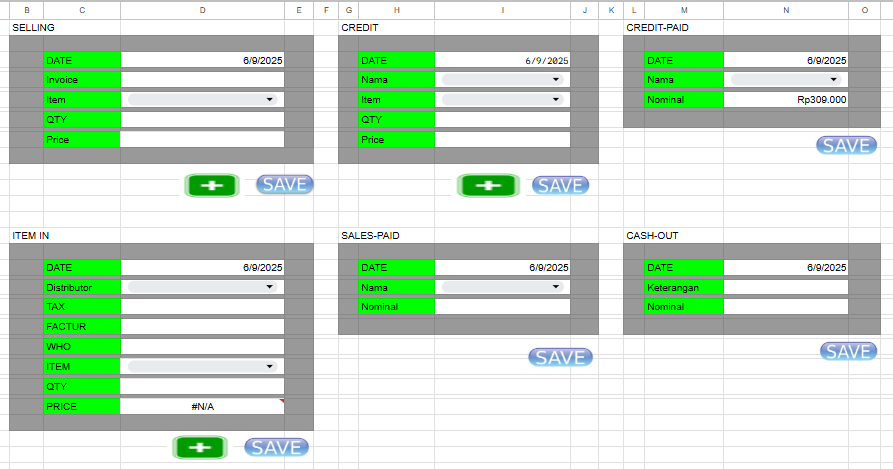 B C D E F G H I J K L M N O
SELLING
DATE 6/9/2025
Invoice
Item
QTY
Price
+ SAVE
CREDIT
DATE 6/9/2025
Nama
Item
QTY
Price
+ SAVE
CREDIT-PAID
DATE 6/9/2025
Nama
Nominal Rp309.000
SAVE
ITEM IN
DATE 6/9/2025
Distributor
TAX
FACTUR
WHO
ITEM
QTY
PRICE #N/A
+ SAVE
SALES-PAID
DATE 6/9/2025
Nama
Nominal
SAVE
CASH-OUT
DATE 6/9/2025
Keterangan
Nominal
SAVE